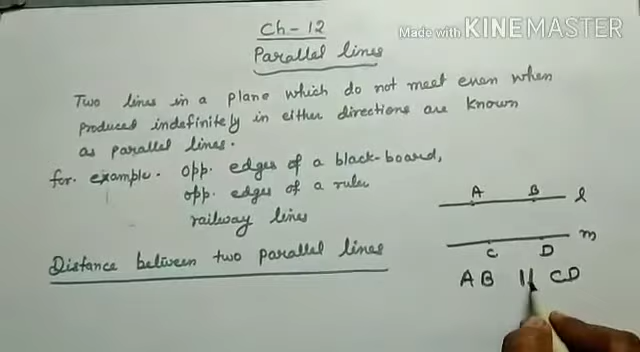 Ch - 12
Parallel lines
Made with KINEMASTER
Two lines in a plane which do not meet even when
produced indefinitely in either directions are known
as parallel lines.
for. example. opp. edges of a black-board,
opp. edges of a ruler
railway lines
A B l
C D m
Distance between two parallel lines
AB || CD